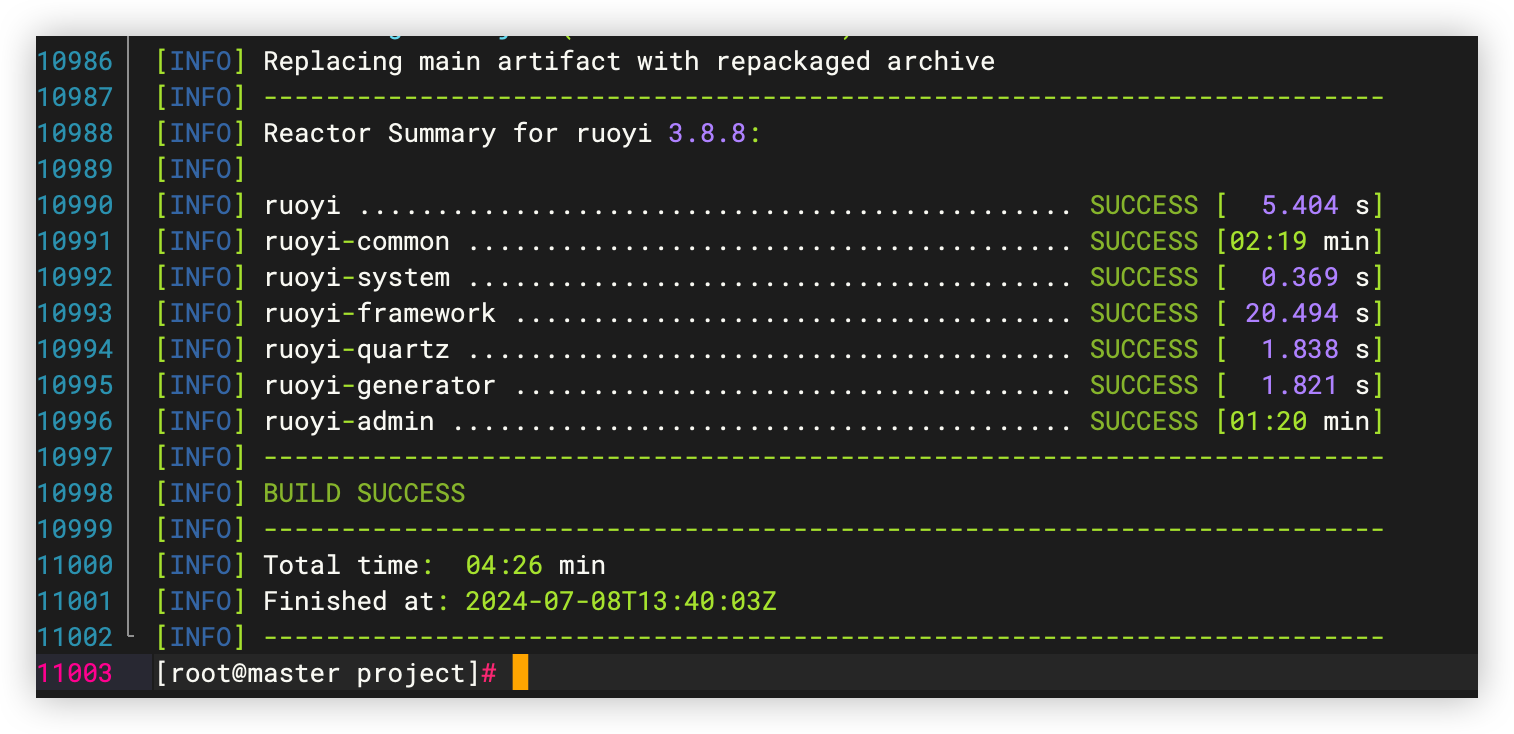 10986 [INFO] Replacing main artifact with repackaged archive
10987 [INFO] ------------------------------------------------------------------------
10988 [INFO] Reactor Summary for ruoyi 3.8.8:
10989 [INFO]
10990 [INFO] ruoyi .............................................. SUCCESS [  5.404 s]
10991 [INFO] ruoyi-common ....................................... SUCCESS [02:19 min]
10992 [INFO] ruoyi-system ....................................... SUCCESS [  0.369 s]
10993 [INFO] ruoyi-framework .................................... SUCCESS [ 20.494 s]
10994 [INFO] ruoyi-quartz ....................................... SUCCESS [  1.838 s]
10995 [INFO] ruoyi-generator .................................... SUCCESS [  1.821 s]
10996 [INFO] ruoyi-admin ........................................ SUCCESS [01:20 min]
10997 [INFO] ------------------------------------------------------------------------
10998 [INFO] BUILD SUCCESS
10999 [INFO] ------------------------------------------------------------------------
11000 [INFO] Total time:  04:26 min
11001 [INFO] Finished at: 2024-07-08T13:40:03Z
11002 [INFO] ------------------------------------------------------------------------
11003 [root@master project]#